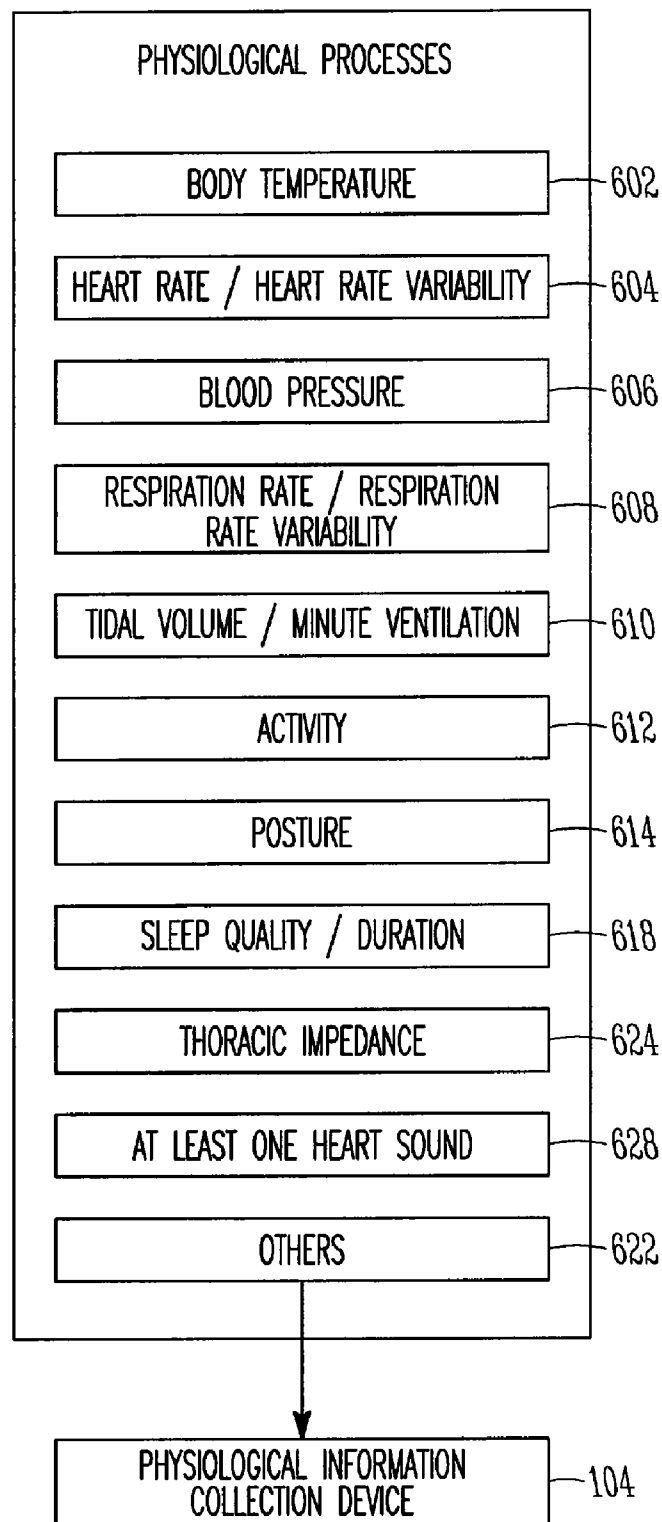 PHYSIOLOGICAL PROCESSES
BODY TEMPERATURE 602
HEART RATE / HEART RATE VARIABILITY 604
BLOOD PRESSURE 606
RESPIRATION RATE / RESPIRATION
RATE VARIABILITY 608
TIDAL VOLUME / MINUTE VENTILATION 610
ACTIVITY 612
POSTURE 614
SLEEP QUALITY / DURATION 618
THORACIC IMPEDANCE 624
AT LEAST ONE HEART SOUND 628
OTHERS 622
PHYSIOLOGICAL INFORMATION
COLLECTION DEVICE 104